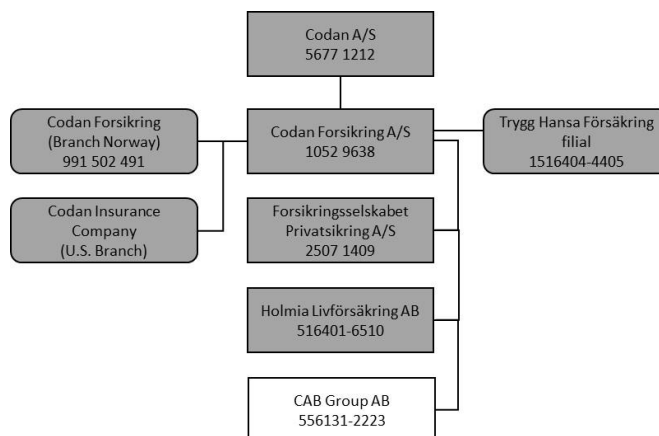 Codan A/S
5677 1212
Codan Forsikring
(Branch Norway)
991 502 491
Codan Forsikring A/S
1052 9638
Trygg Hansa Försäkring
filial
1516404-4405
Codan Insurance
Company
(U.S. Branch)
Forsikringsselskabet
Privatsikring A/S
2507 1409
Holmia Livförsäkring AB
516401-6510
CAB Group AB
556131-2223